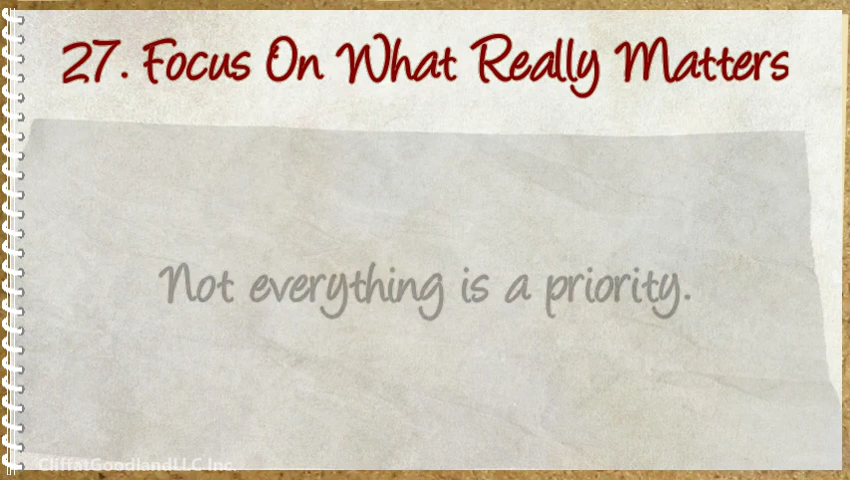 27. Focus On What Really Matters
Not everything is a priority.
CliffatGoodlandLLC Inc.